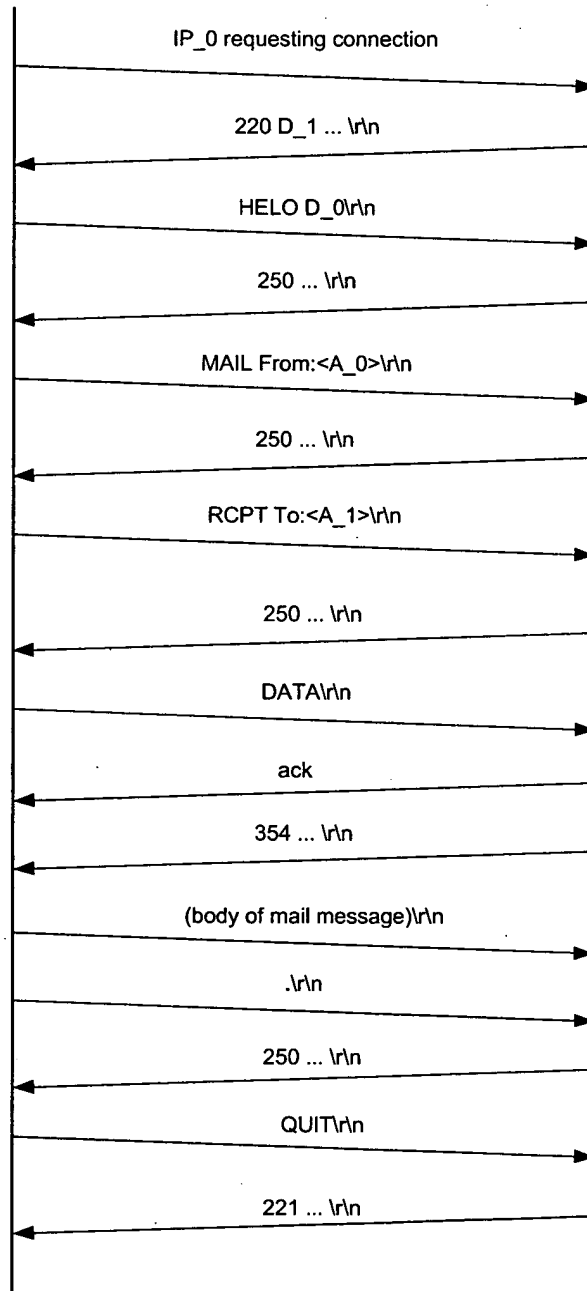 IP_0 requesting connection
220 D_1 ... \r\n
HELO D_0\r\n
250 ... \r\n
MAIL From:<A_0>\r\n
250 ... \r\n
RCPT To:<A_1>\r\n
250 ... \r\n
DATA\r\n
ack
354 ... \r\n
(body of mail message)\r\n
.\r\n
250 ... \r\n
QUIT\r\n
221 ... \r\n